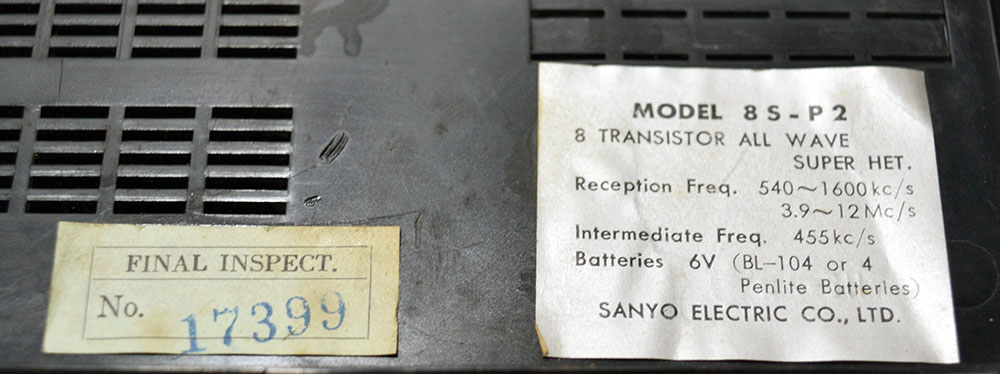 MODEL 8S-P2
8 TRANSISTOR ALL WAVE
SUPER HET.
Reception Freq. 540~1600kc/s
3.9~12Mc/s
Intermediate Freq. 455kc/s
Batteries 6V (BL-104 or 4
Penlite Batteries)
SANYO ELECTRIC CO., LTD.
FINAL INSPECT.
No. 17399